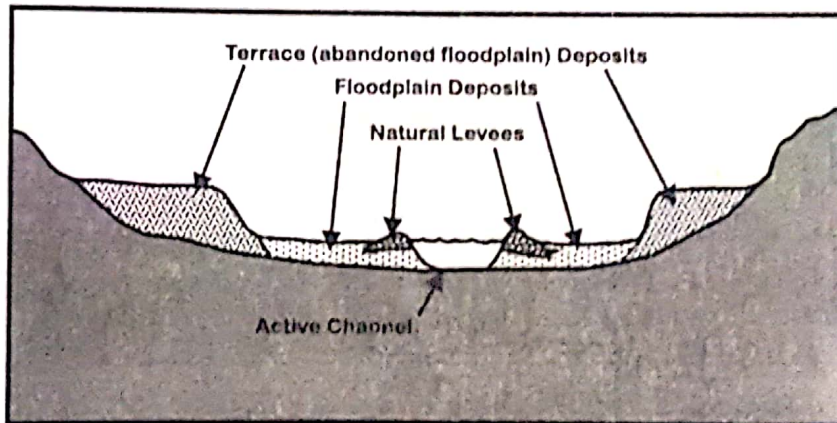 Terrace (abandoned floodplain) Deposits
Floodplain Deposits
Natural Levees
Active Channel.